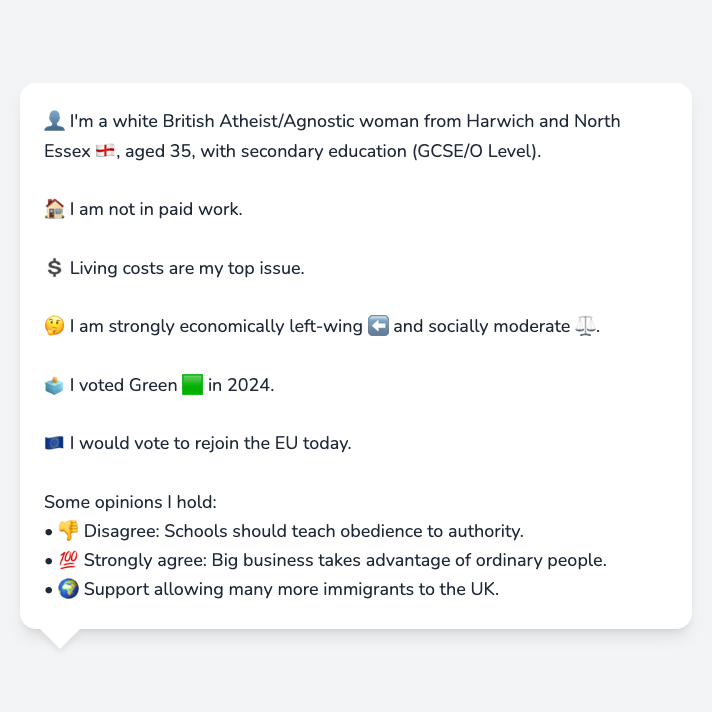 👤 I'm a white British Atheist/Agnostic woman from Harwich and North
Essex 🏴󠁧󠁢󠁥󠁮󠁧󠁿, aged 35, with secondary education (GCSE/O Level).
🏠 I am not in paid work.
💲 Living costs are my top issue.
🤔 I am strongly economically left-wing ⬅️ and socially moderate ⚖️.
🗳️ I voted Green 🟩 in 2024.
🇪🇺 I would vote to rejoin the EU today.
Some opinions I hold:
• 👎 Disagree: Schools should teach obedience to authority.
• 💯 Strongly agree: Big business takes advantage of ordinary people.
• 🌍 Support allowing many more immigrants to the UK.